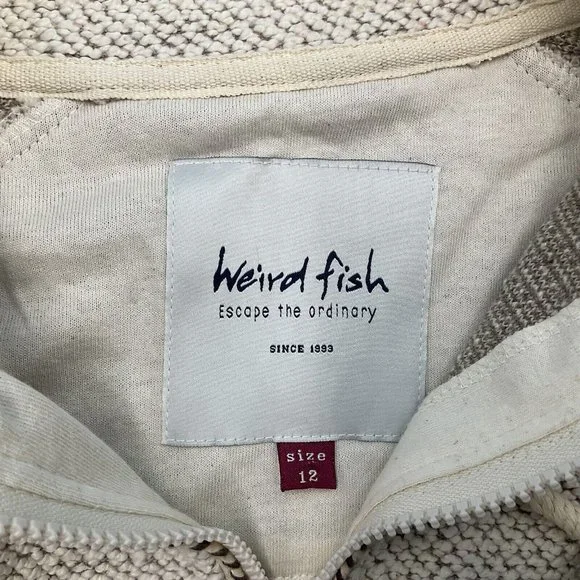 Weird fish
Escape the ordinary
SINCE 1993
size
12